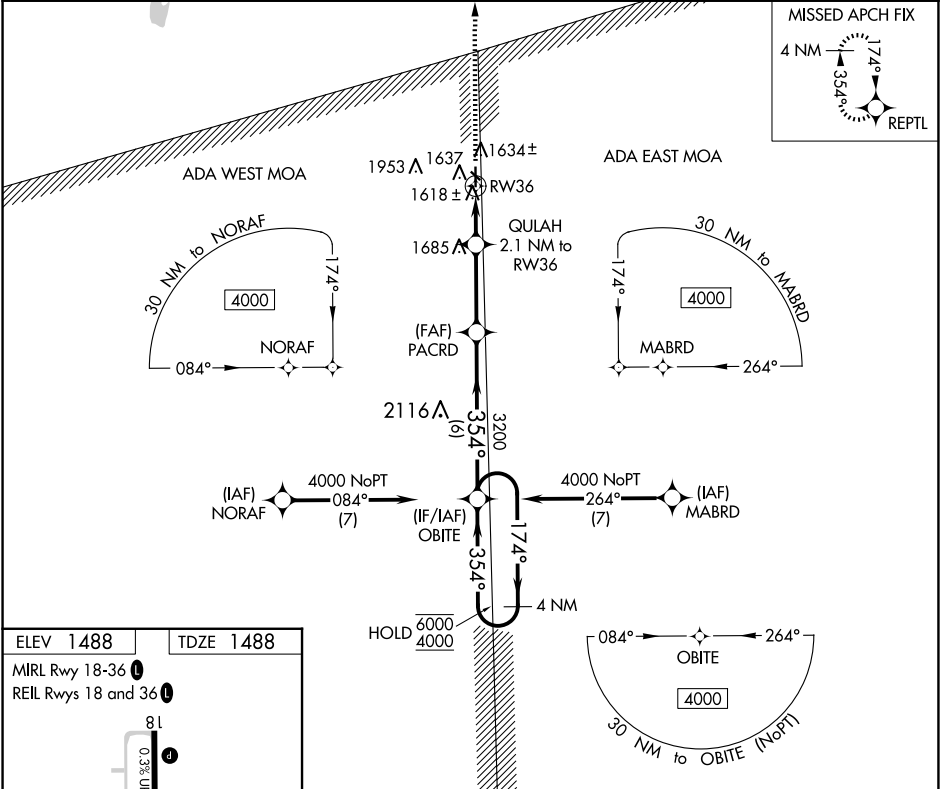 MISSED APCH FIX
4 NM
174°
354°
REPTL
ADA WEST MOA
1953
1637
1634±
1618 ±
RW36
ADA EAST MOA
30 NM to NORAF
174°
4000
NORAF
084°
1685
QULAH
2.1 NM to
RW36
30 NM to MABRD
174°
4000
MABRD
264°
(FAF)
PACRD
2116
(6)
354°
3200
(IAF)
NORAF
4000 NoPT
084°
(7)
(IF/IAF)
OBITE
4000 NoPT
264°
(7)
(IAF)
MABRD
354°
174°
4 NM
HOLD
6000
4000
084°
264°
OBITE
4000
30 NM to OBITE (NoPT)
ELEV 1488
TDZE 1488
MIRL Rwy 18-36 L
REIL Rwys 18 and 36 L
18
P
0.3%